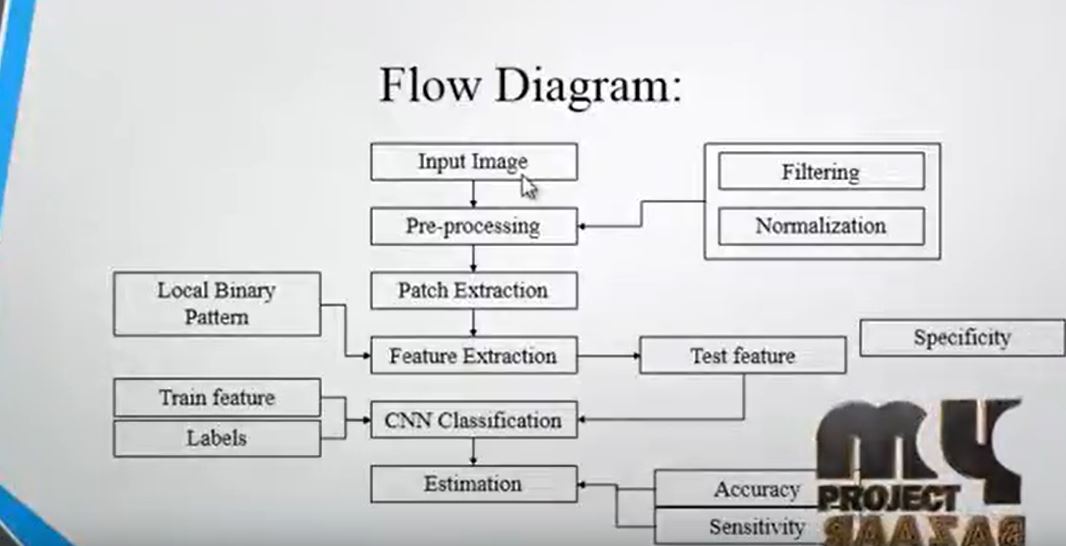 Flow Diagram:
Input Image
Filtering
Pre-processing
Normalization
Patch Extraction
Local Binary
Pattern
Feature Extraction
Test feature
Specificity
Train feature
CNN Classification
Labels
Estimation
Accuracy
Sensitivity
MY
PROJECT
BAZAAR